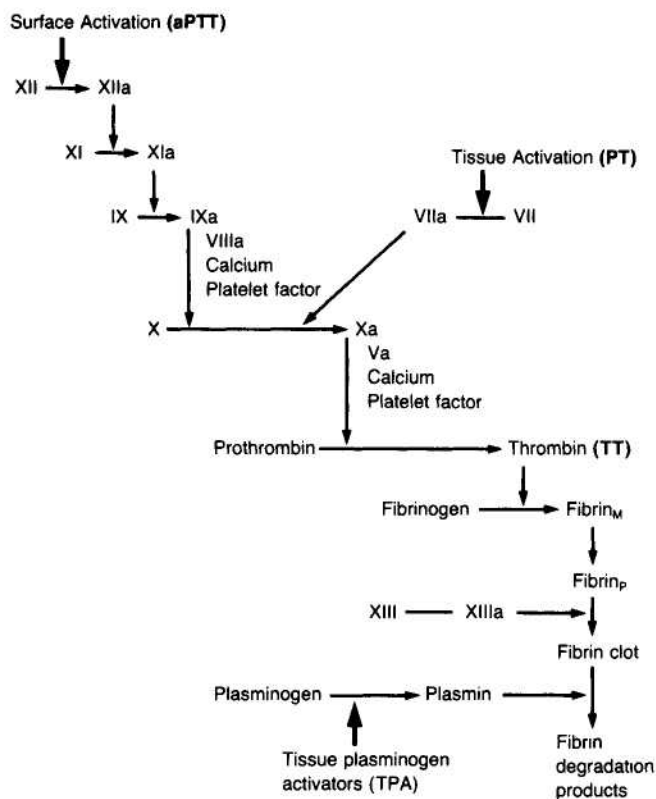 Surface Activation (aPTT)
XII XIIa
XI XIa
Tissue Activation (PT)
IX IXa
VIIa VII
VIIIa
Calcium
Platelet factor
X Xa
Va
Calcium
Platelet factor
Prothrombin Thrombin (TT)
Fibrinogen FibrinM
FibrinP
XIII XIIIa
Fibrin clot
Plasminogen Plasmin
Tissue plasminogen
activators (TPA)
Fibrin
degradation
products